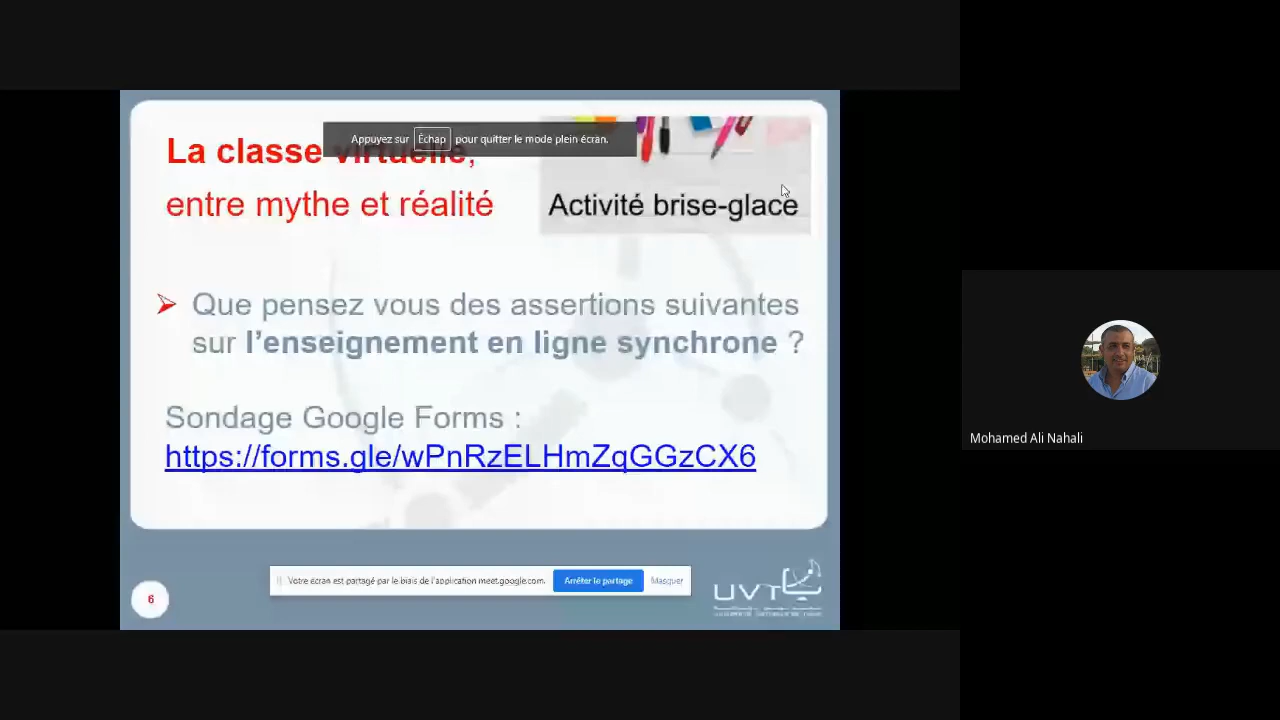 Appuyez sur Échap pour quitter le mode plein écran.
La classe virtuelle,
entre mythe et réalité
Activité brise-glace
Que pensez vous des assertions suivantes
sur l’enseignement en ligne synchrone ?
Sondage Google Forms :
https://forms.gle/wPnRzELHmZqGGzCX6
Mohamed Ali Nahali
Votre écran est partagé par le biais de l'application meet.google.com.
Arrêter le partage
Masquer
6
UVT